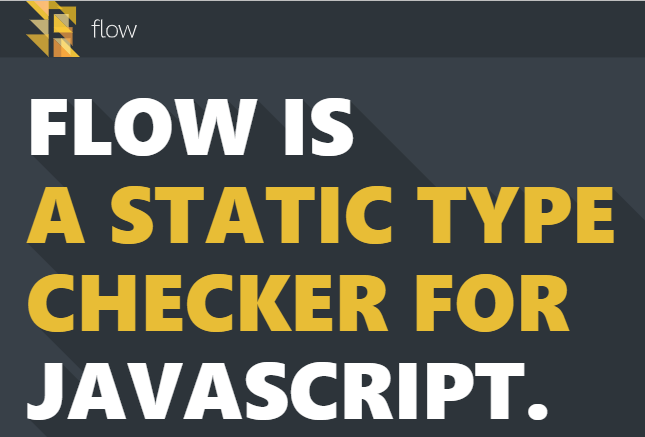 flow
FLOW IS
A STATIC TYPE
CHECKER FOR
JAVASCRIPT.